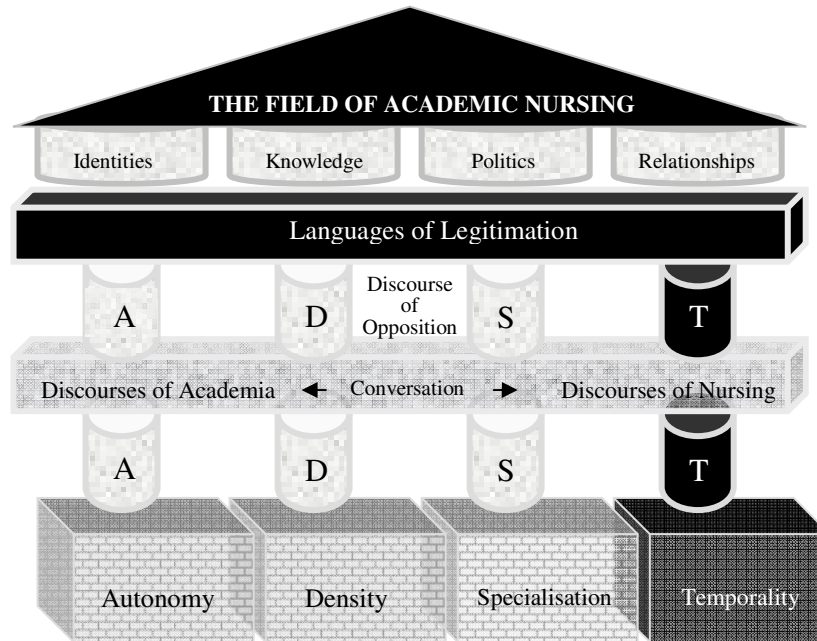 THE FIELD OF ACADEMIC NURSING
Identities Knowledge Politics Relationships
Languages of Legitimation
Discourse
of
Opposition
A D S T
Discourses of Academia Conversation Discourses of Nursing
A D S T
Autonomy Density Specialisation Temporality